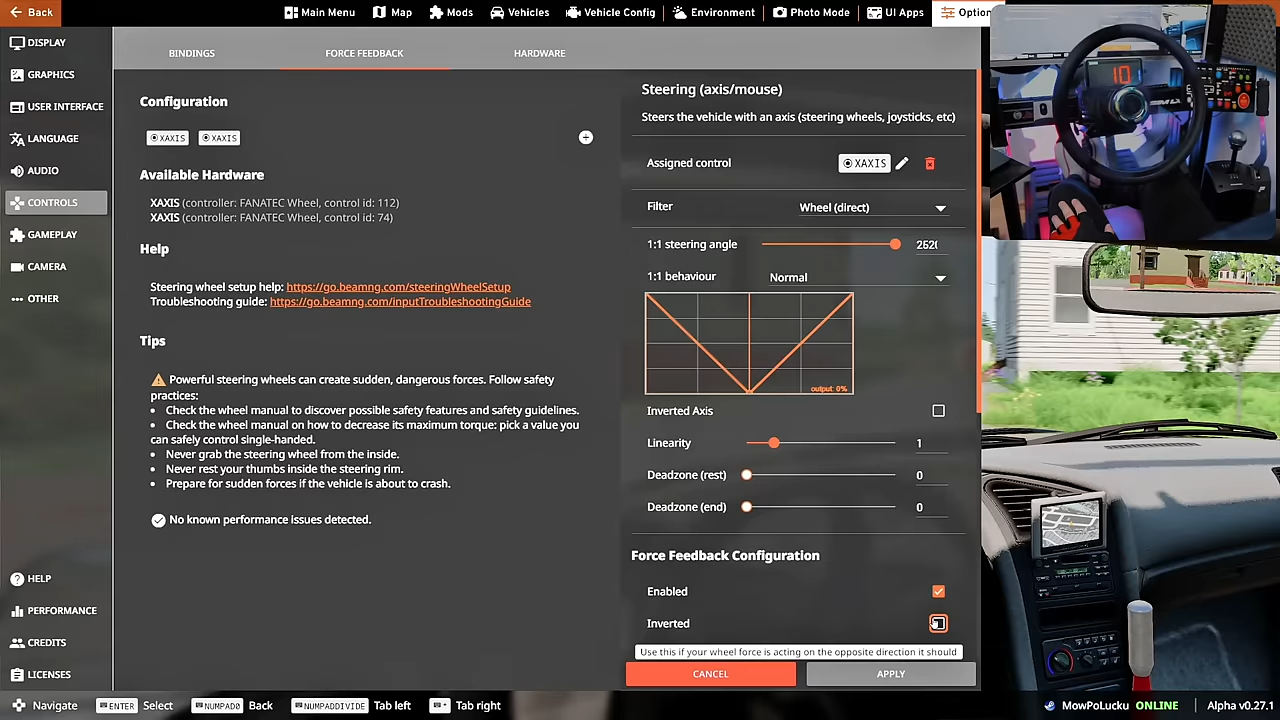 Back
Main Menu
Map
Mods
Vehicles
Vehicle Config
Environment
Photo Mode
UI Apps
DISPLAY
GRAPHICS
USER INTERFACE
LANGUAGE
AUDIO
CONTROLS
GAMEPLAY
CAMERA
OTHER
HELP
PERFORMANCE
CREDITS
LICENSES
BINDINGS
FORCE FEEDBACK
HARDWARE
Configuration
XAXIS XAXIS
Available Hardware
XAXIS (controller: FANATEC Wheel, control id: 112)
XAXIS (controller: FANATEC Wheel, control id: 74)
Help
Steering wheel setup help: https://go.beamng.com/steeringWheelSetup
Troubleshooting guide: https://go.beamng.com/inputTroubleshootingGuide
Tips
Powerful steering wheels can create sudden, dangerous forces. Follow safety
practices:
• Check the wheel manual to discover possible safety features and safety guidelines.
• Check the wheel manual on how to decrease its maximum torque: pick a value you
can safely control single-handed.
• Never grab the steering wheel from the inside.
• Never rest your thumbs inside the steering rim.
• Prepare for sudden forces if the vehicle is about to crash.
No known performance issues detected.
Steering (axis/mouse)
Steers the vehicle with an axis (steering wheels, joysticks, etc)
Assigned control XAXIS
Filter Wheel (direct)
1:1 steering angle 252
1:1 behaviour Normal
output: 0%
Inverted Axis
Linearity 1
Deadzone (rest) 0
Deadzone (end) 0
Force Feedback Configuration
Enabled
Inverted
Use this if your wheel force is acting on the opposite direction it should
CANCEL
APPLY
10
Navigate
ENTER Select
NUMPAD0 Back
NUMPADDIVIDE Tab left
Tab right
MowPoLucku ONLINE
Alpha v0.27.1